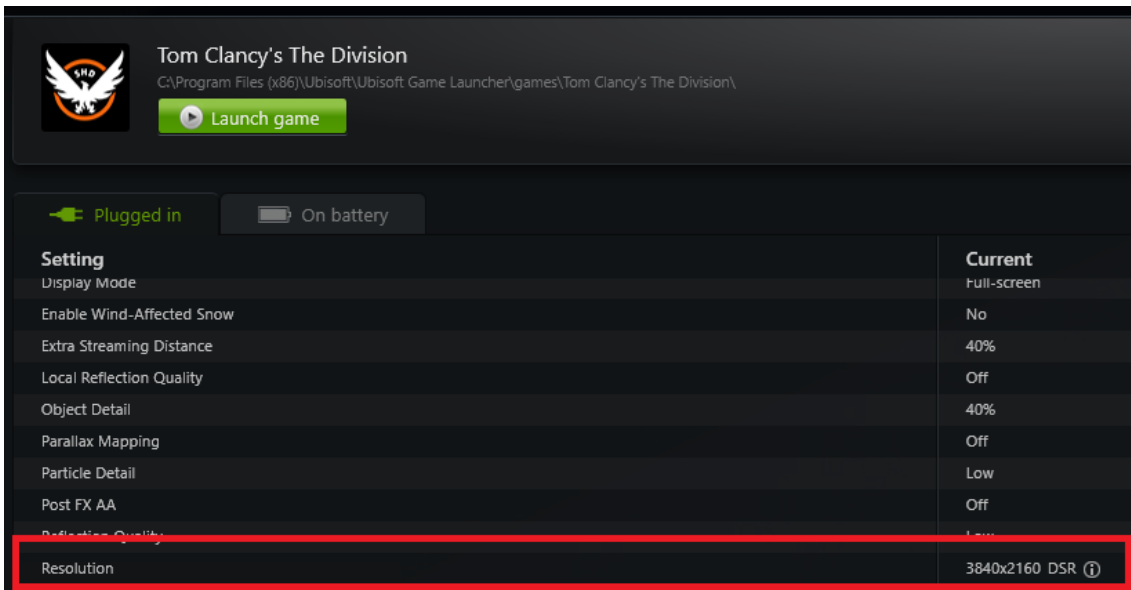 SHD
Tom Clancy's The Division
C:\Program Files (x86)\Ubisoft\Ubisoft Game Launcher\games\Tom Clancy's The Division\
Launch game
Plugged in On battery
Setting Current
Display Mode Full-screen
Enable Wind-Affected Snow No
Extra Streaming Distance 40%
Local Reflection Quality Off
Object Detail 40%
Parallax Mapping Off
Particle Detail Low
Post FX AA Off
Reflection Quality Low
Resolution 3840x2160 DSR